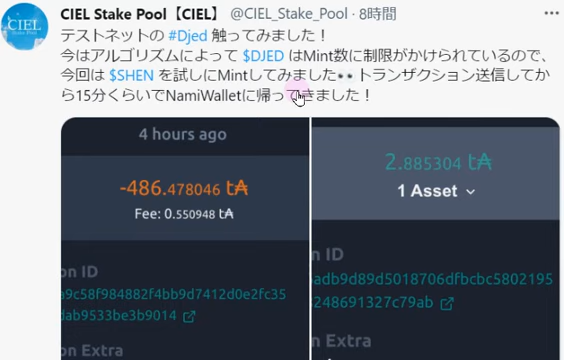 CIEL Stake Pool【CIEL】 @CIEL_Stake_Pool · 8時間
CIEL
Stake Pool
テストネットの #Djed 触ってみました！
今はアルゴリズムによって $DJED はMint数に制限がかけられているので、
今回は $SHEN を試しにMintしてみました👀 トランザクション送信してか
ら15分くらいでNamiWalletに帰ってきました！
4 hours ago
-486.478046 t₳
Fee: 0.550948 t₳
on ID
a9c58f984882f4bb9d7412d0e2fc35
dab9533be3b9014
on Extra
2.885304 t₳
1 Asset
n ID
adb9d89d5018706dfbcbc5802195
248691327c79ab
n Extra